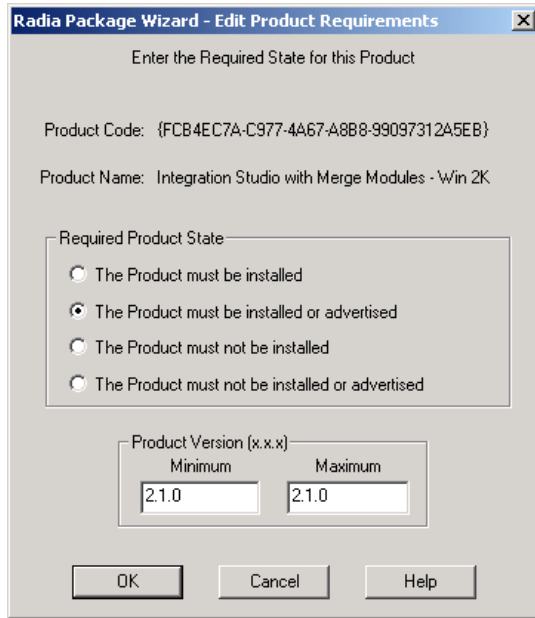 Radia Package Wizard - Edit Product Requirements
Enter the Required State for this Product
Product Code: {FCB4EC7A-C977-4A67-A8B8-99097312A5EB}
Product Name: Integration Studio with Merge Modules - Win 2K
Required Product State
The Product must be installed
The Product must be installed or advertised
The Product must not be installed
The Product must not be installed or advertised
Product Version (x.x.x)
Minimum Maximum
2.1.0 2.1.0
OK Cancel Help